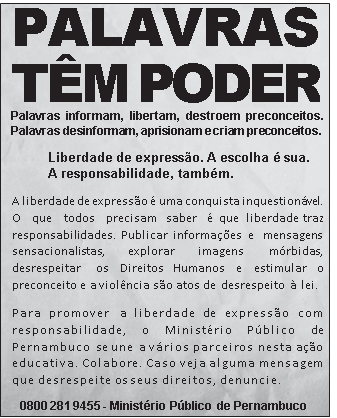 PALAVRAS
TÊM PODER
Palavras informam, libertam, destroem preconceitos.
Palavras desinformam, aprisionam e criam preconceitos.
Liberdade de expressão. A escolha é sua.
A responsabilidade, também.
A liberdade de expressão é uma conquista inquestionável.
O que todos precisam saber é que liberdade traz
responsabilidades. Publicar informações e mensagens
sensacionalistas, explorar imagens mórbidas,
desrespeitar os Direitos Humanos e estimular o
preconceito e a violência são atos de desrespeito à lei.
Para promover a liberdade de expressão com
responsabilidade, o Ministério Público de
Pernambuco se une a vários parceiros nesta ação
educativa. Colabore. Caso veja alguma mensagem
que desrespeite os seus direitos, denuncie.
0800 281 9455 - Ministério Público de Pernambuco